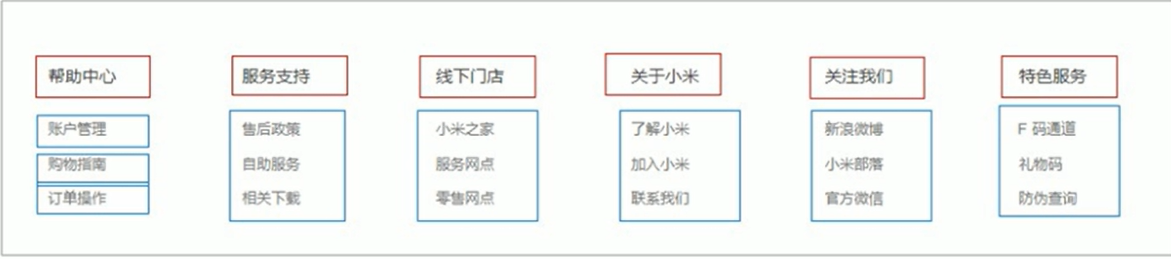 帮助中心
账户管理
购物指南
订单操作
服务支持
售后政策
自助服务
相关下载
线下门店
小米之家
服务网点
零售网点
关于小米
了解小米
加入小米
联系我们
关注我们
新浪微博
小米部落
官方微信
特色服务
F 码通道
礼物码
防伪查询